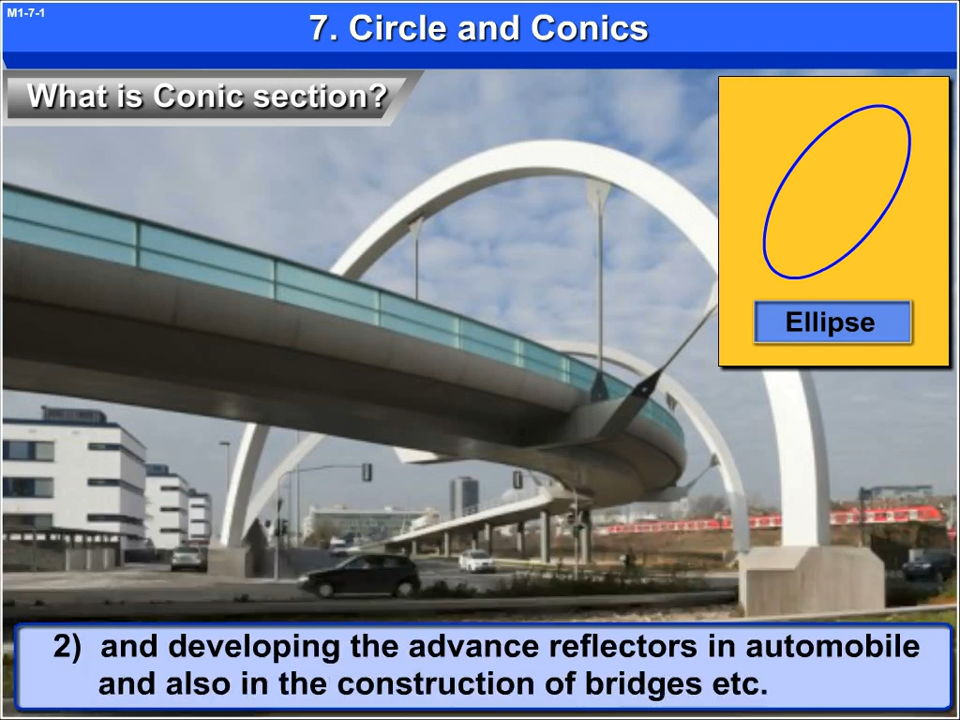 M1-7-1
7. Circle and Conics
What is Conic section?
Ellipse
2) and developing the advance reflectors in automobile
and also in the construction of bridges etc.